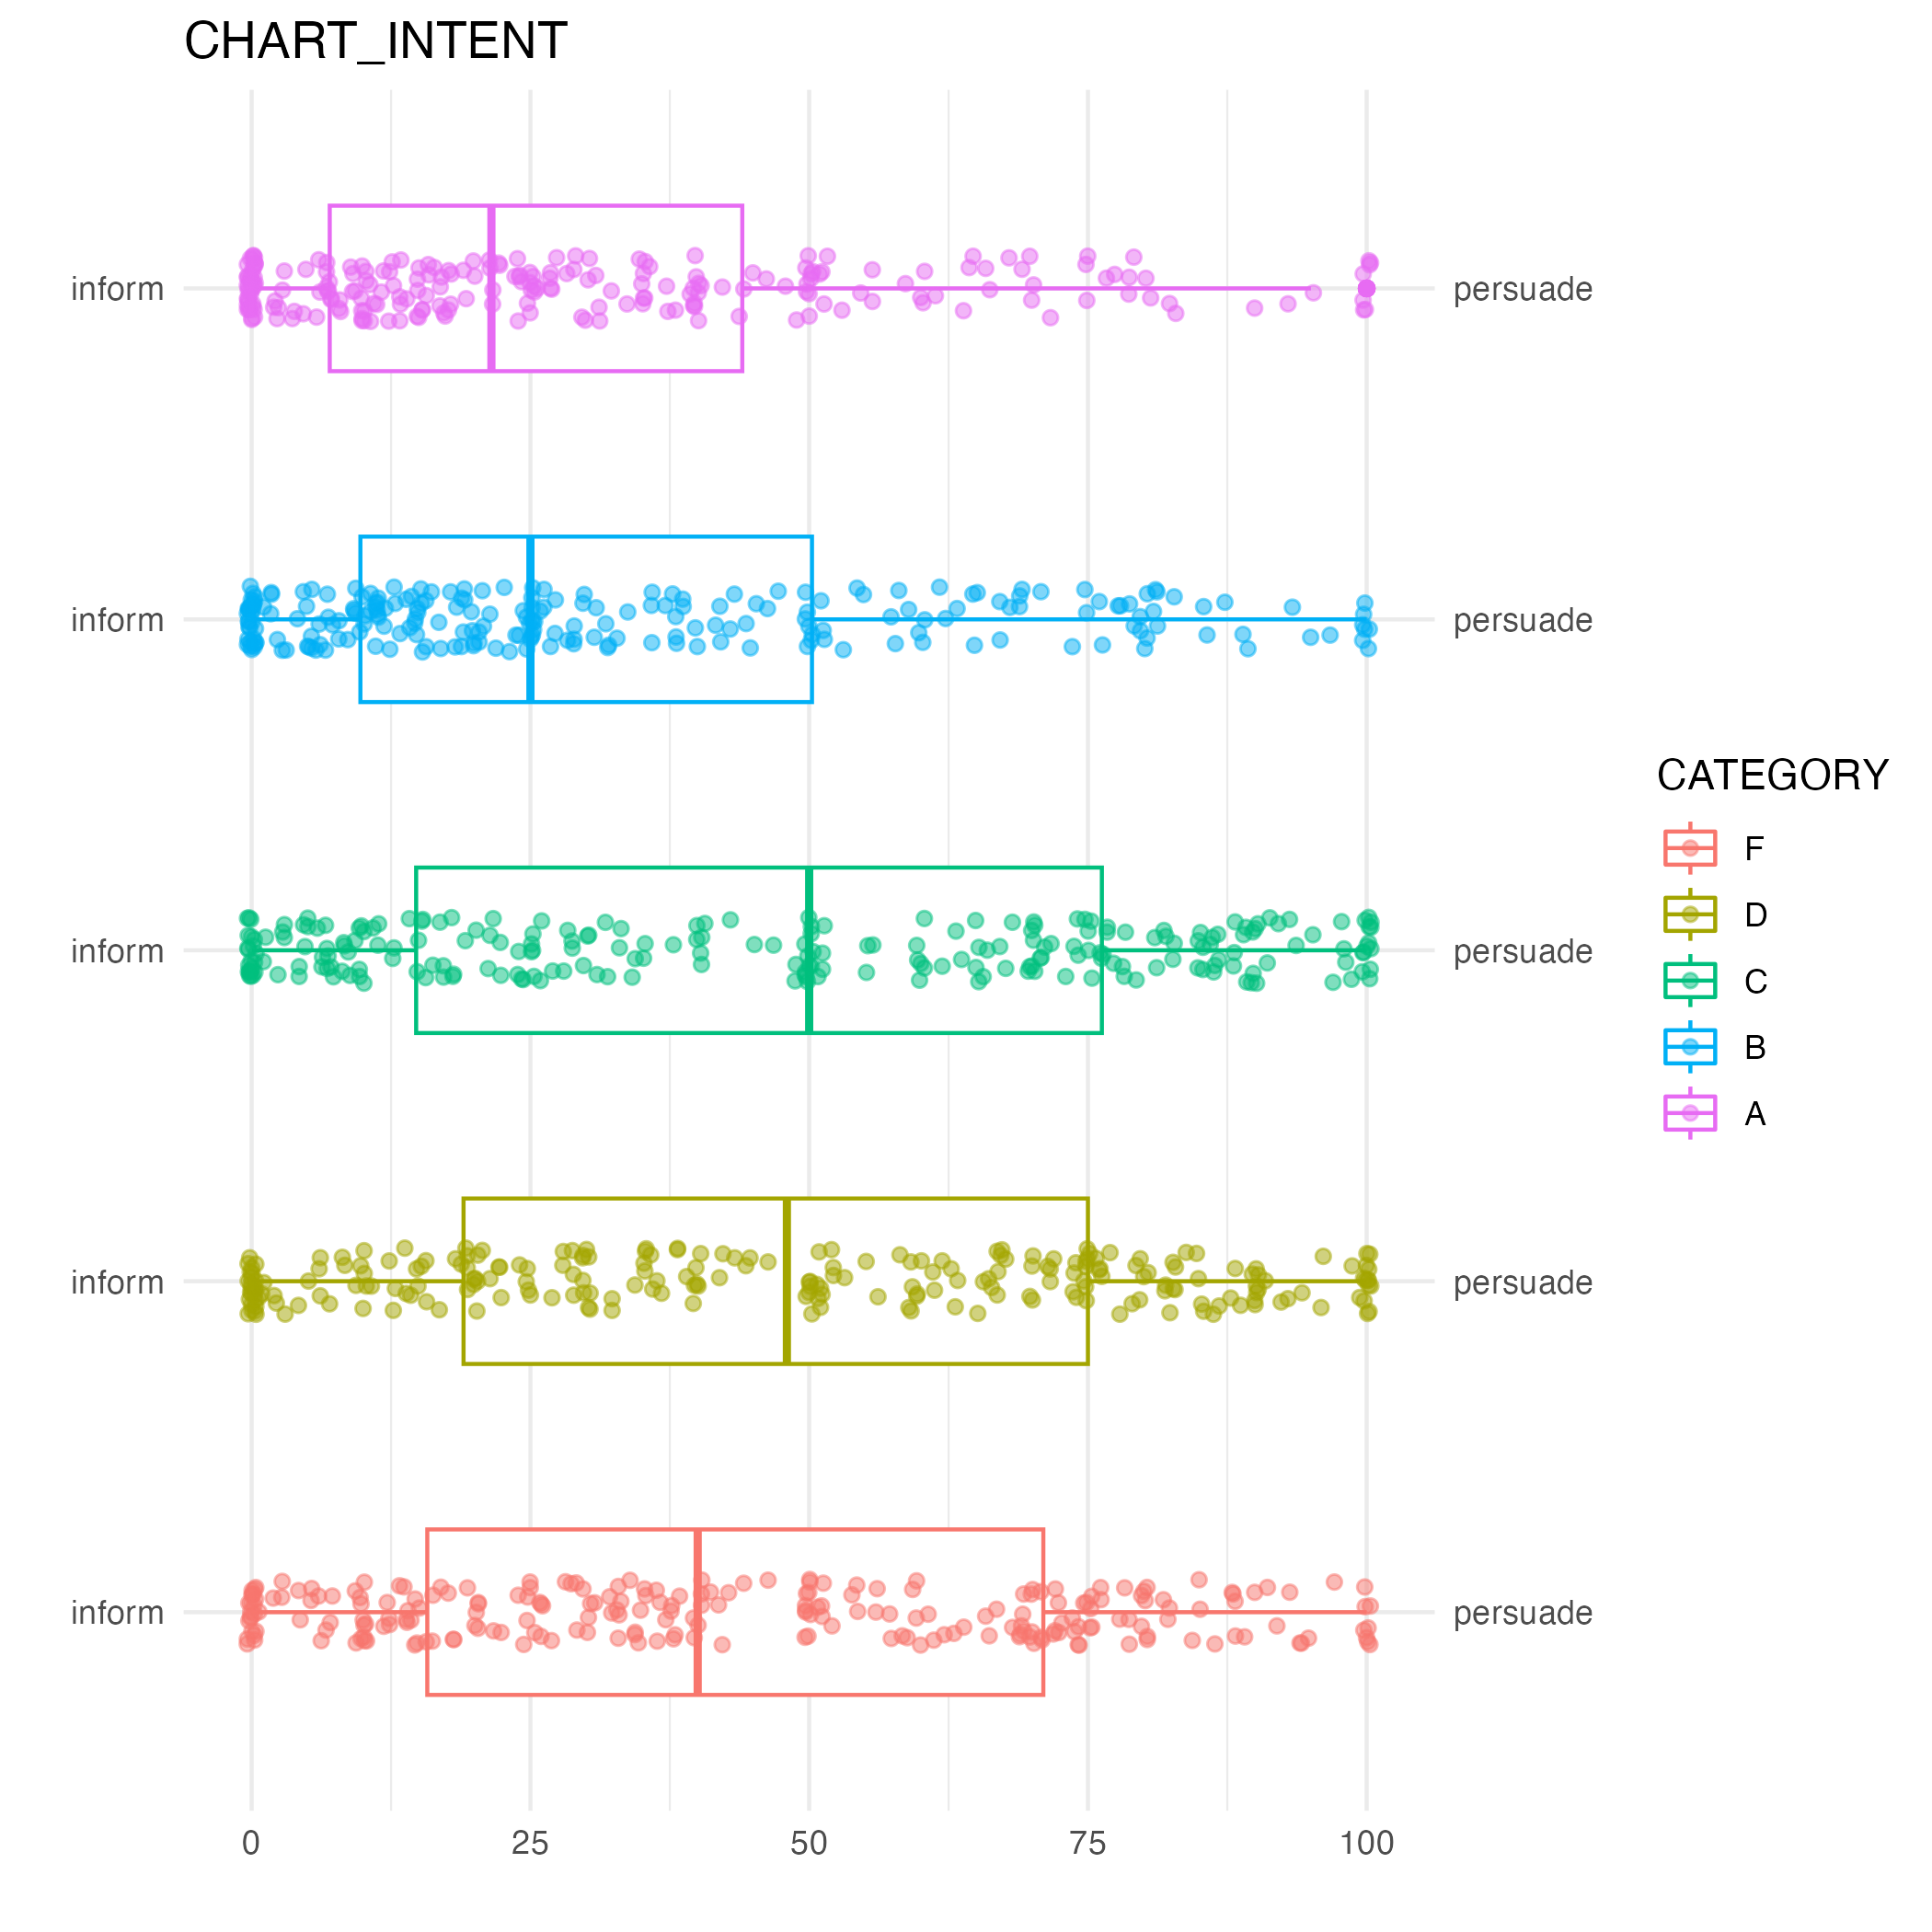 CHART_INTENT
inform persuade
inform persuade
inform persuade
inform persuade
inform persuade
0 25 50 75 100
CATEGORY
F
D
C
B
A